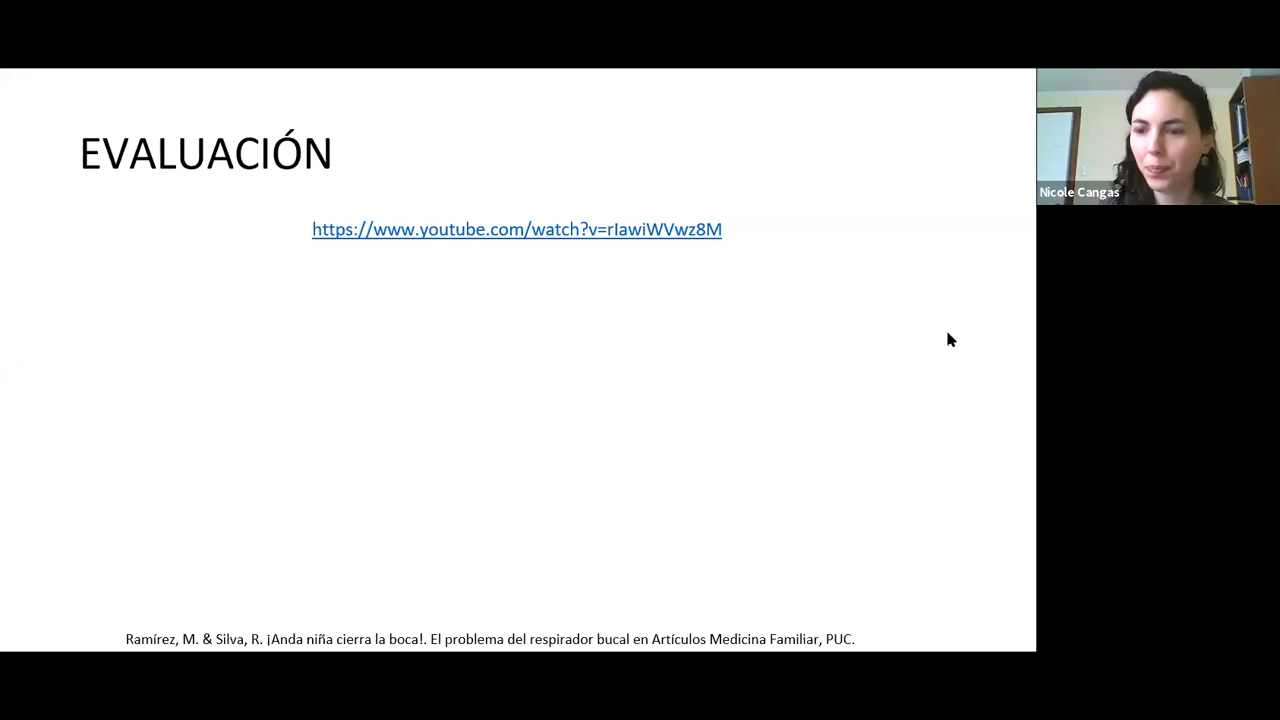 EVALUACIÓN
https://www.youtube.com/watch?v=rIawiWVwz8M
Nicole Cangas
Ramírez, M. & Silva, R. ¡Anda niña cierra la boca!. El problema del respirador bucal en Artículos Medicina Familiar, PUC.